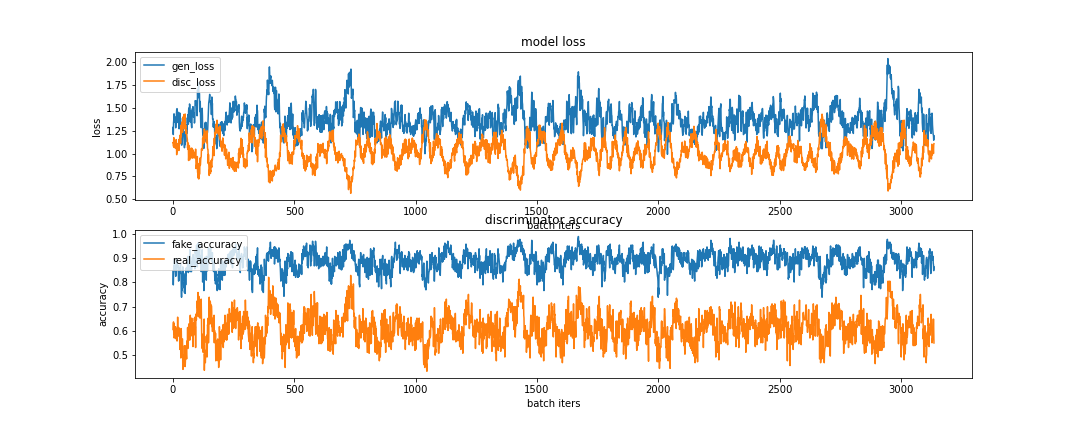 model loss
gen_loss
disc_loss
2.00
1.75
1.50
1.25
1.00
0.75
0.50
loss
0 500 1000 1500 2000 2500 3000
batch iters
discriminator accuracy
fake_accuracy
real_accuracy
1.0
0.9
0.8
0.7
0.6
0.5
accuracy
0 500 1000 1500 2000 2500 3000
batch iters